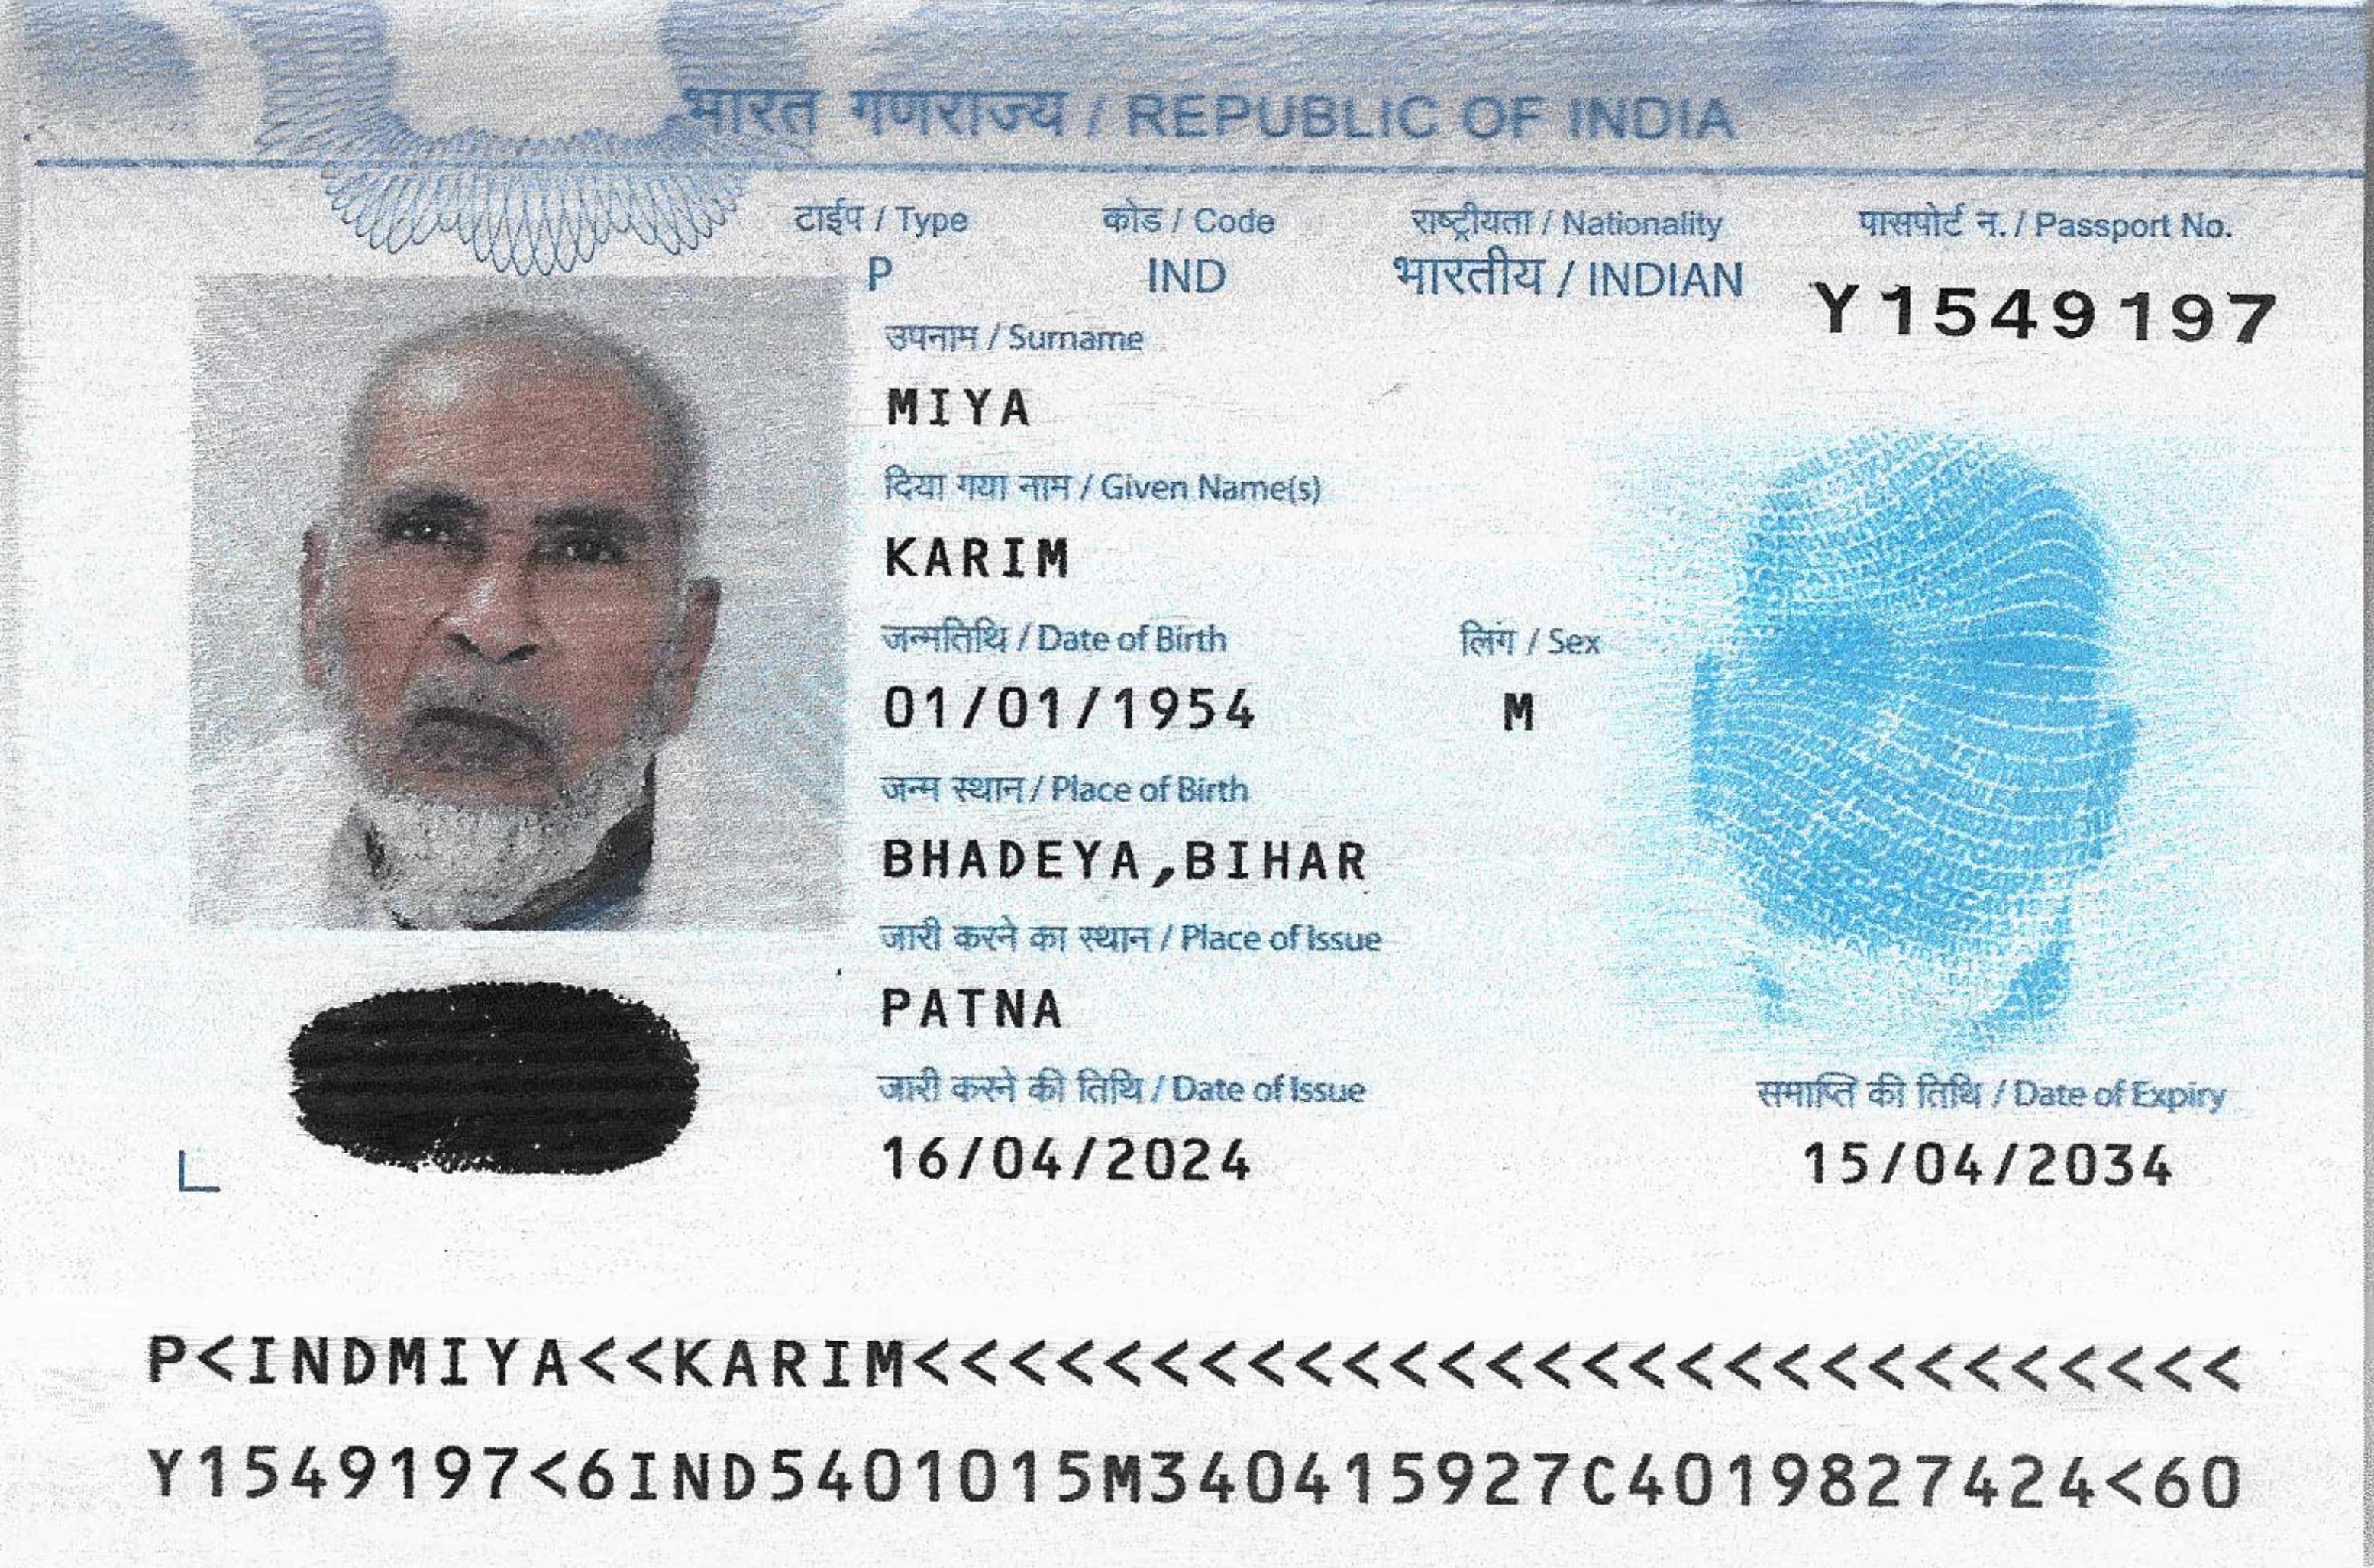 भारत गणराज्य / REPUBLIC OF INDIA
टाईप / Type कोड / Code राष्ट्रीयता / Nationality पासपोर्ट न. / Passport No.
P IND भारतीय / INDIAN Y1549197
उपनाम / Surname
MIYA
दिया गया नाम / Given Name(s)
KARIM
जन्मतिथि / Date of Birth लिंग / Sex
01/01/1954 M
जन्म स्थान / Place of Birth
BHADEYA,BIHAR
जारी करने का स्थान / Place of Issue
PATNA
जारी करने की तिथि / Date of Issue समाप्ति की तिथि / Date of Expiry
16/04/2024 15/04/2034
P<INDMIYA<<KARIM<<<<<<<<<<<<<<<<<<<<<<<<<<<<
Y1549197<6IND5401015M340415927C4019827424<60